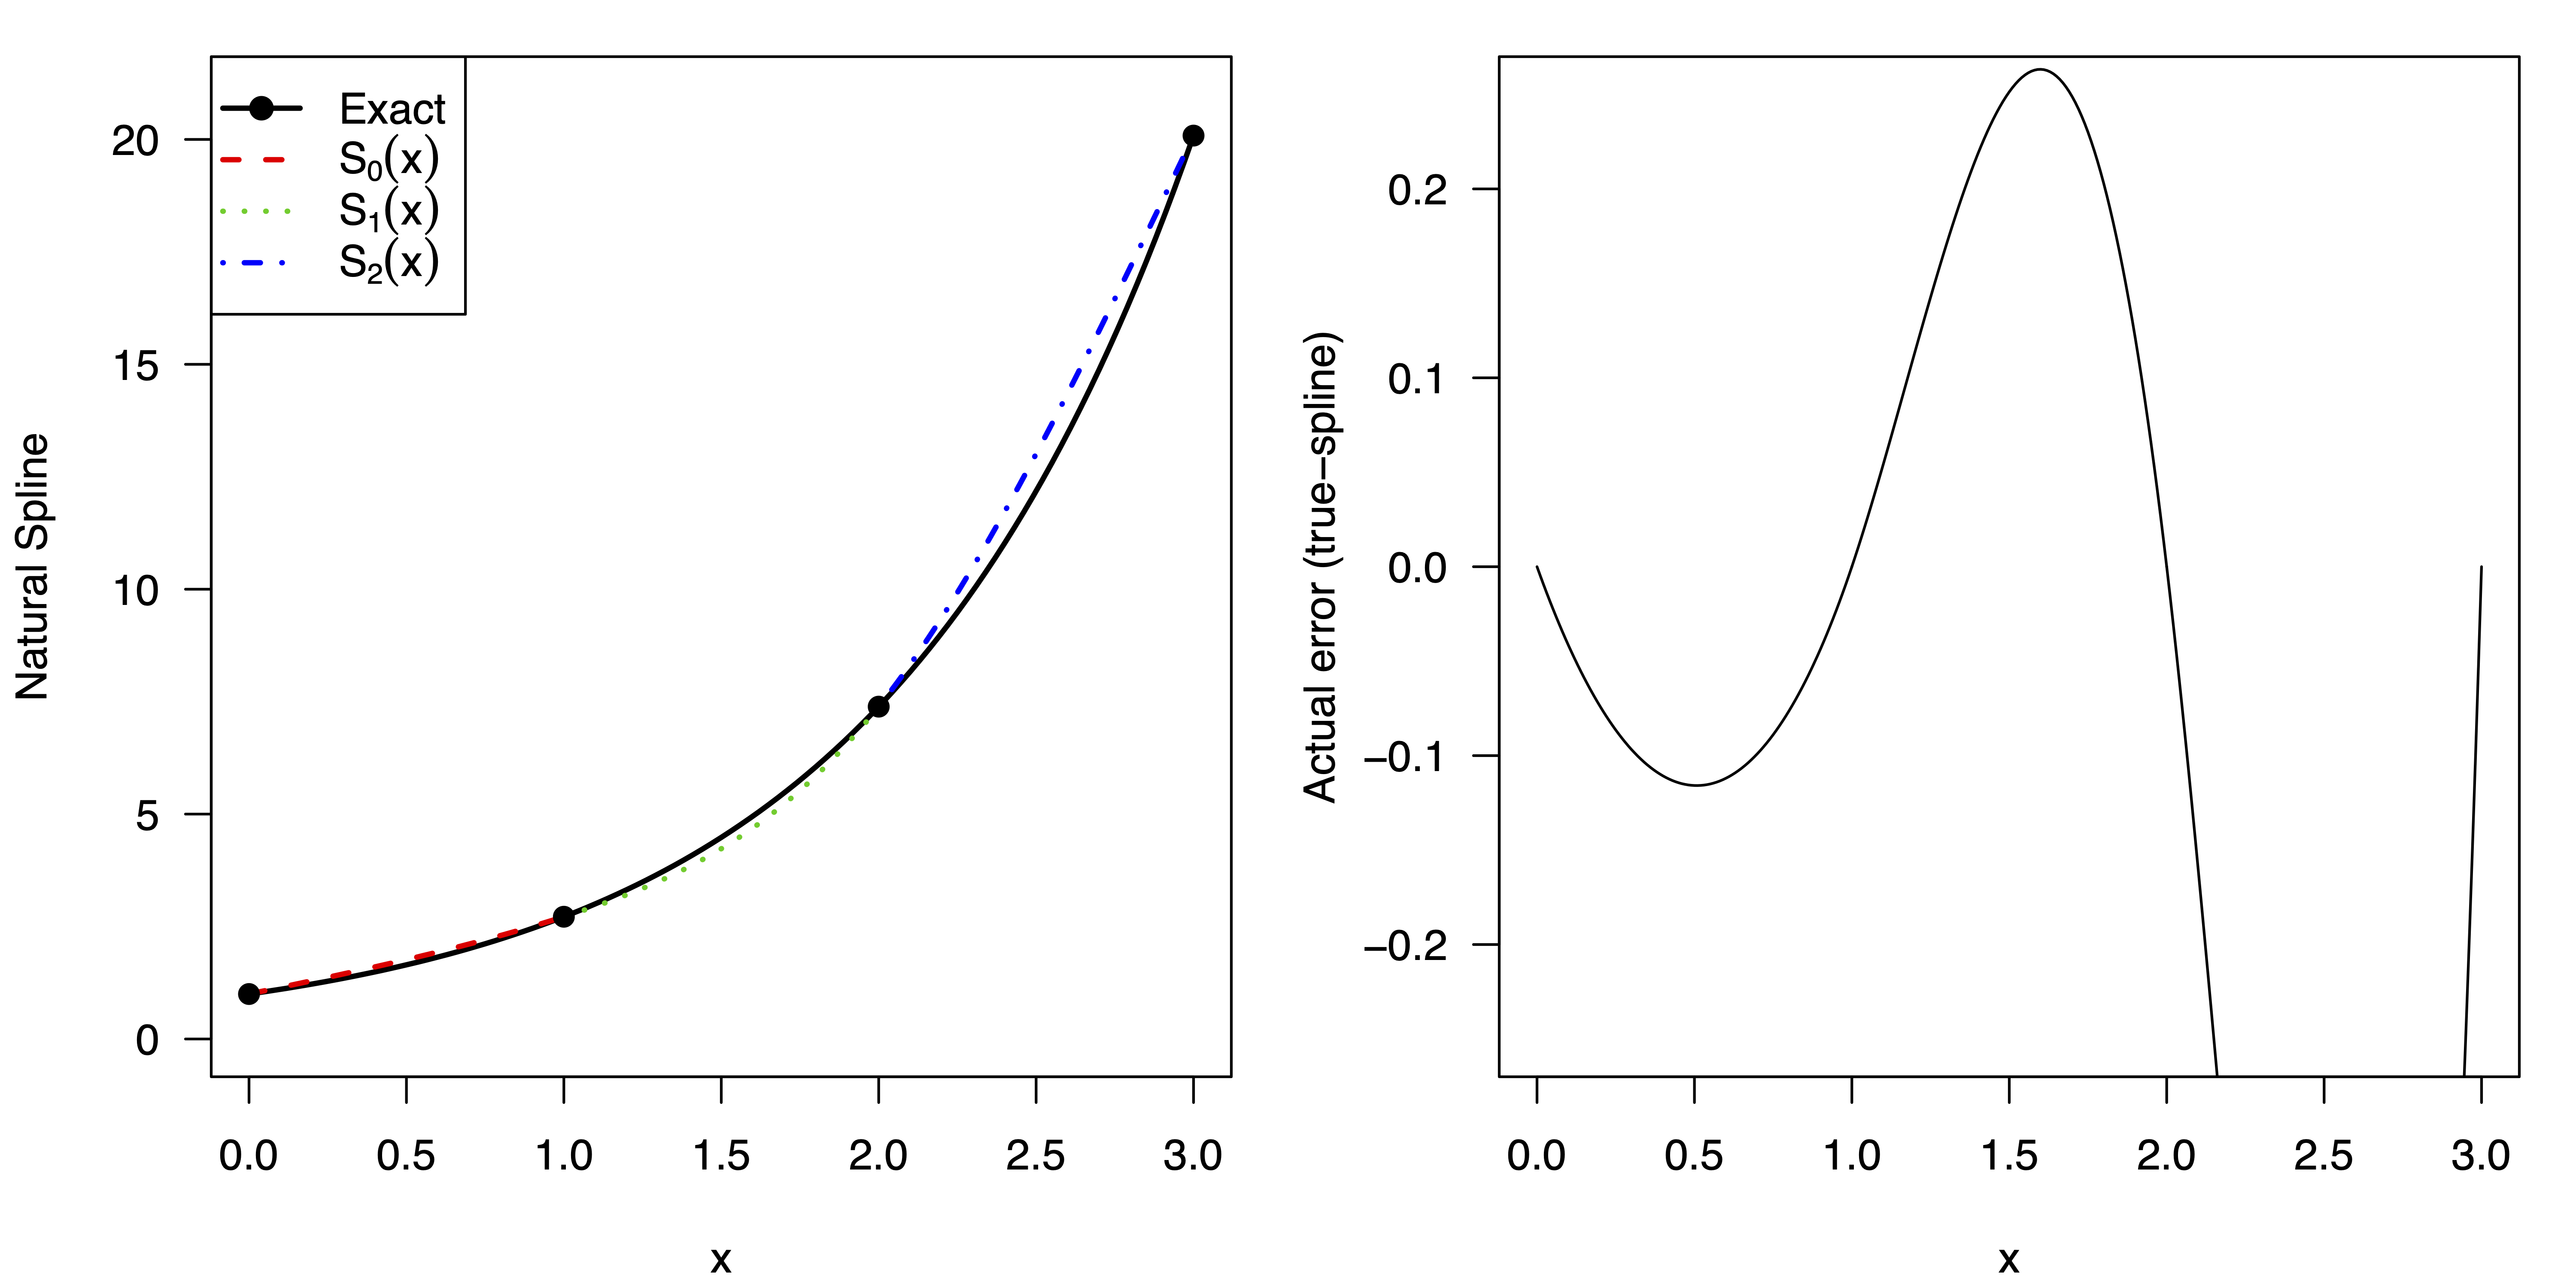 Natural Spline
20
15
10
5
0
Exact
S₀(x)
S₁(x)
S₂(x)
0.0 0.5 1.0 1.5 2.0 2.5 3.0
x
Actual error (true−spline)
0.2
0.1
0.0
−0.1
−0.2
0.0 0.5 1.0 1.5 2.0 2.5 3.0
x